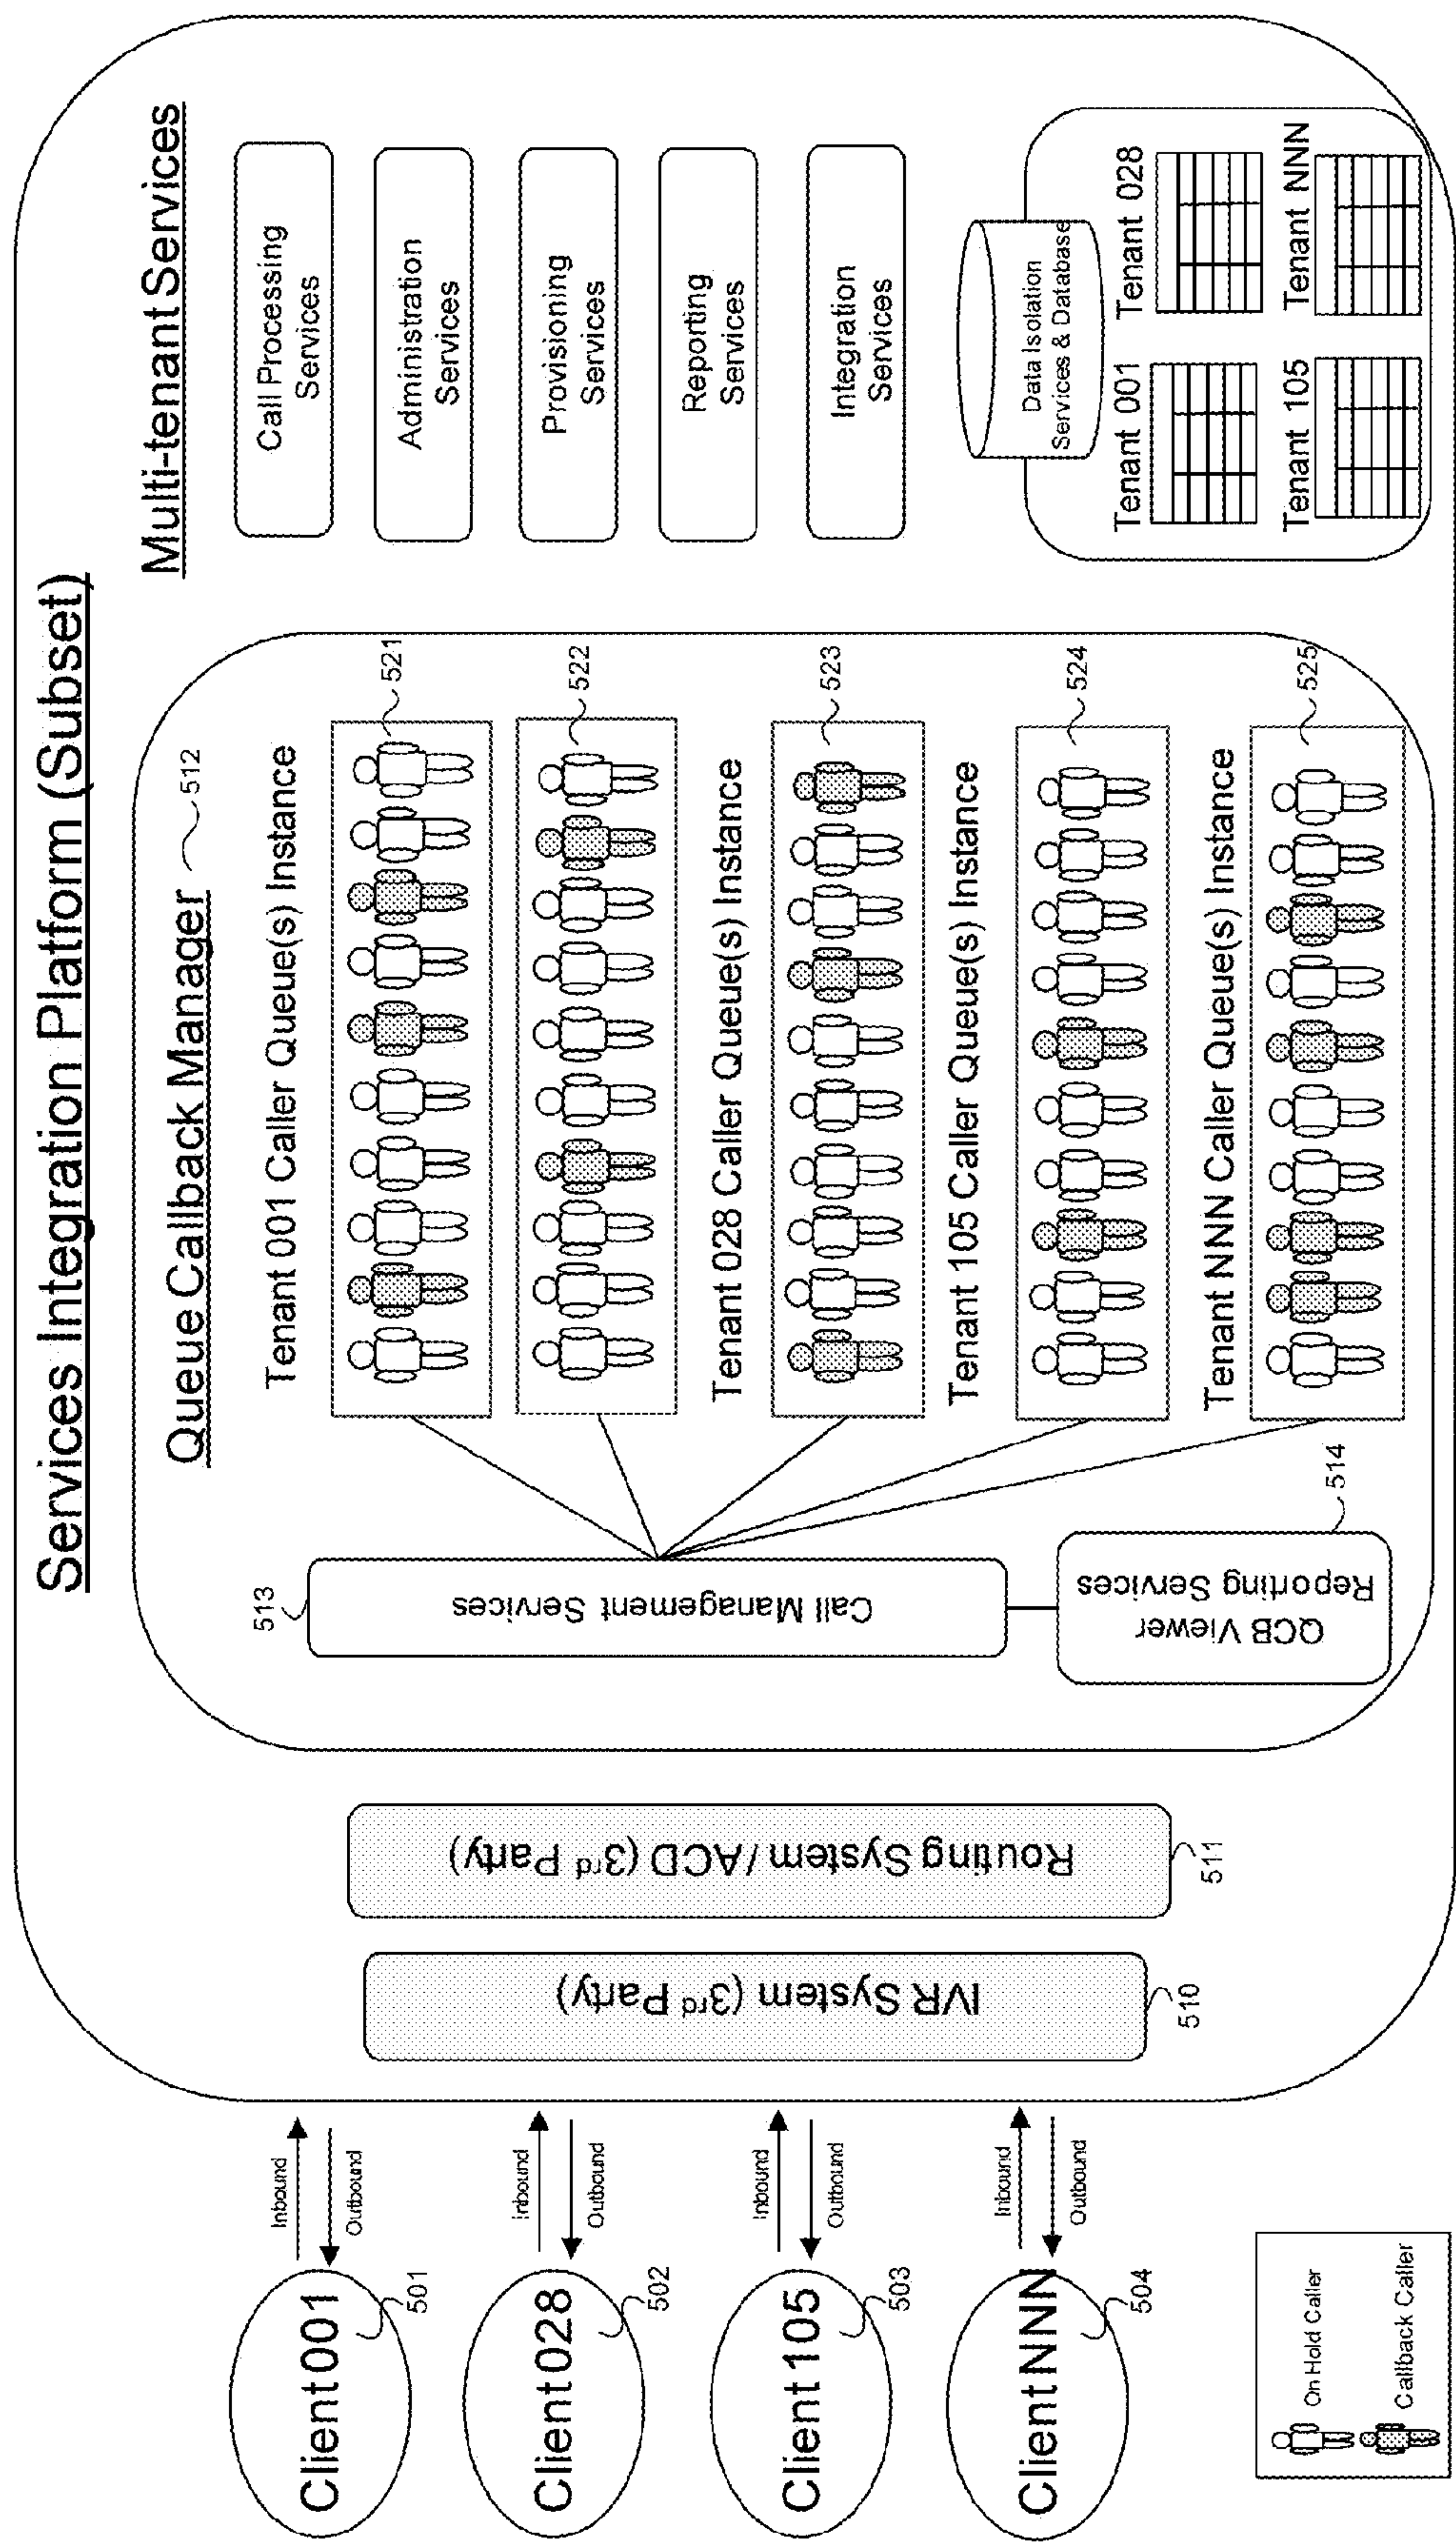 Services Integration Platform (Subset)
Client 001
501
Inbound
Outbound
Client 028
502
Inbound
Outbound
Client 105
503
Inbound
Outbound
Client NNN
504
Inbound
Outbound
On Hold Caller
Callback Caller
IVR System (3rd Party)
510
Routing System / ACD (3rd Party)
511
Queue Callback Manager
512
513
Call Management Services
QCB Viewer
Reporting Services
514
Tenant 001 Caller Queue(s) Instance
521
522
Tenant 028 Caller Queue(s) Instance
523
Tenant 105 Caller Queue(s) Instance
524
Tenant NNN Caller Queue(s) Instance
525
Multi-tenant Services
Call Processing
Services
Administration
Services
Provisioning
Services
Reporting
Services
Integration
Services
Data Isolation
Services & Database
Tenant 001
Tenant 028
Tenant 105
Tenant NNN